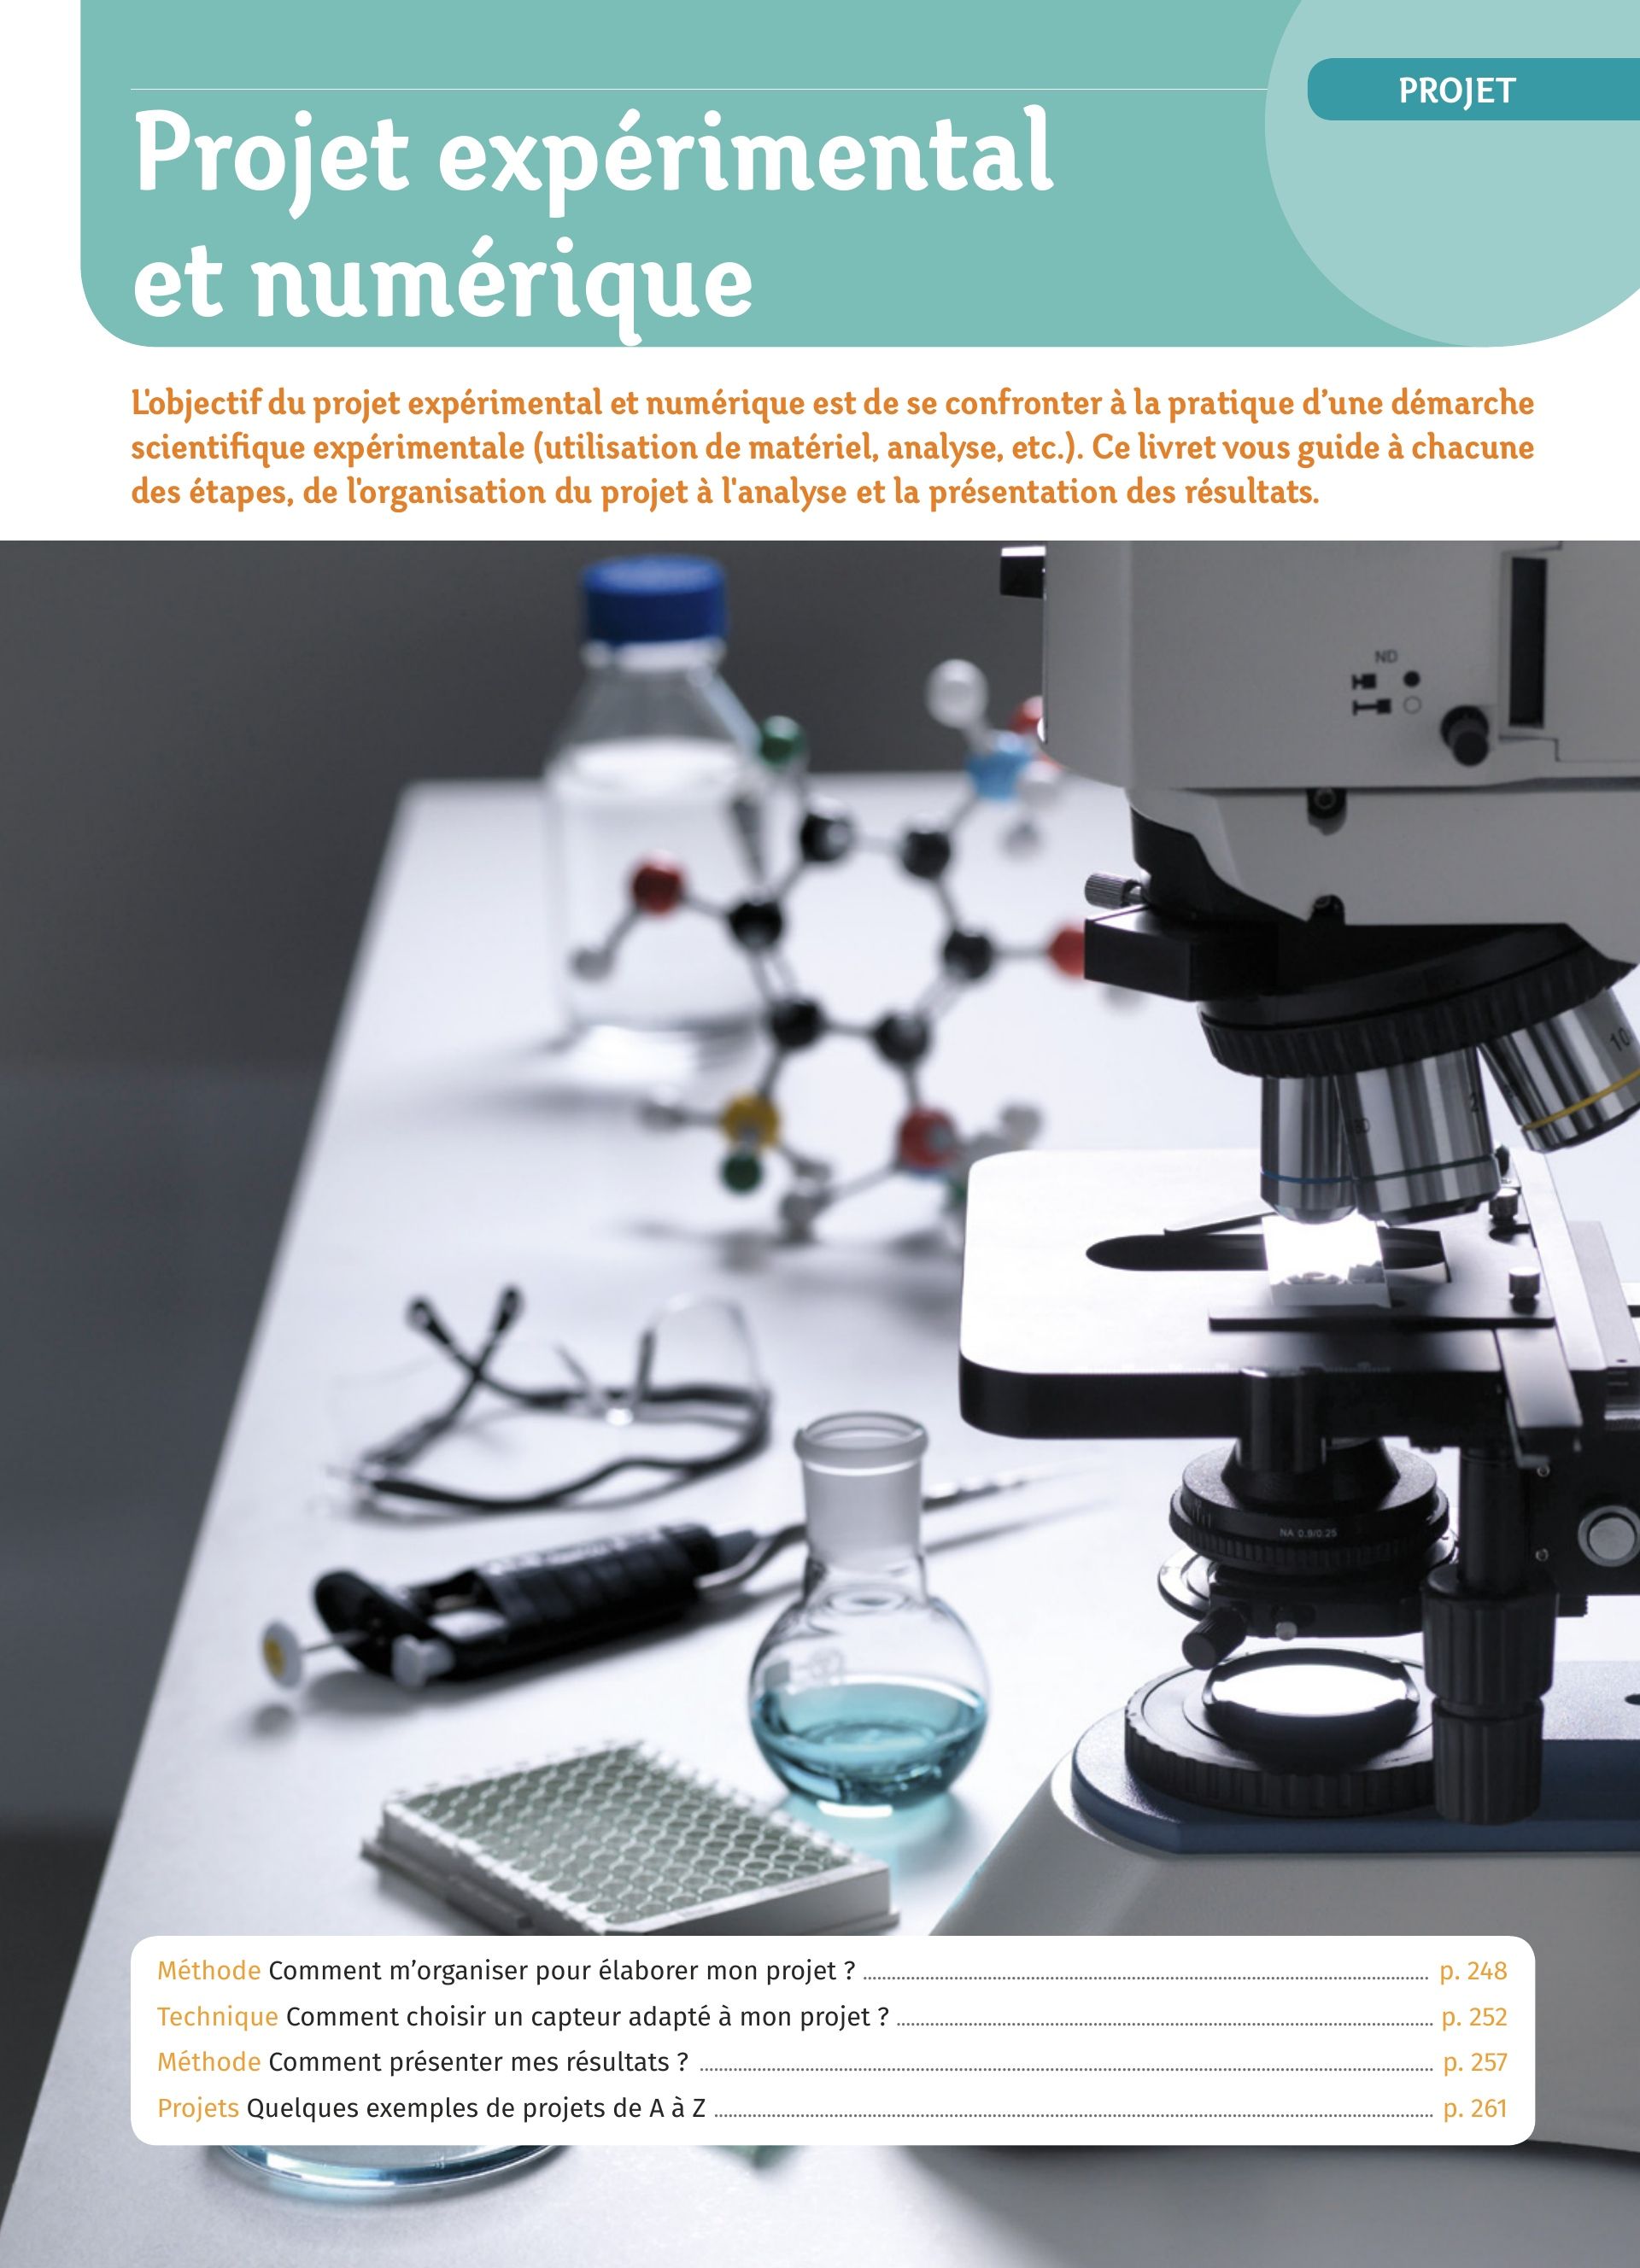 PROJET
Projet expérimental
et numérique
L'objectif du projet expérimental et numérique est de se confronter à la pratique d’une démarche
scientifique expérimentale (utilisation de matériel, analyse, etc.). Ce livret vous guide à chacune
des étapes, de l'organisation du projet à l'analyse et la présentation des résultats.
ND
10
NA 0.9/0.25
Méthode Comment m’organiser pour élaborer mon projet ? p. 248
Technique Comment choisir un capteur adapté à mon projet ? p. 252
Méthode Comment présenter mes résultats ? p. 257
Projets Quelques exemples de projets de A à Z p. 261